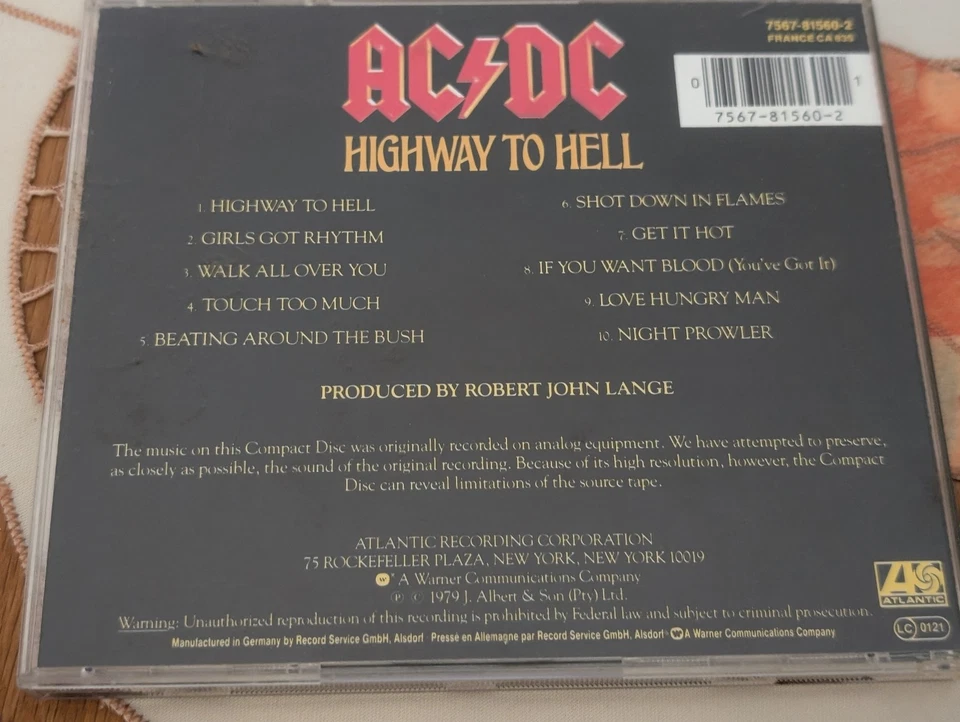 AC DC
7567-81560-2
FRANCE CA 835
0 1
7567-81560-2
HIGHWAY TO HELL
1. HIGHWAY TO HELL
2. GIRLS GOT RHYTHM
3. WALK ALL OVER YOU
4. TOUCH TOO MUCH
5. BEATING AROUND THE BUSH
6. SHOT DOWN IN FLAMES
7. GET IT HOT
8. IF YOU WANT BLOOD (You've Got It)
9. LOVE HUNGRY MAN
10. NIGHT PROWLER
PRODUCED BY ROBERT JOHN LANGE
The music on this Compact Disc was originally recorded on analog equipment. We have attempted to preserve,
as closely as possible, the sound of the original recording. Because of its high resolution, however, the Compact
Disc can reveal limitations of the source tape.
ATLANTIC RECORDING CORPORATION
75 ROCKEFELLER PLAZA, NEW YORK, NEW YORK 10019
A Warner Communications Company
℗ © 1979 J. Albert & Son (Pty) Ltd.
Warning: Unauthorized reproduction of this recording is prohibited by Federal law and subject to criminal prosecution.
Manufactured in Germany by Record Service GmbH, Alsdorf · Pressé en Allemagne par Record Service GmbH, Alsdorf · A Warner Communications Company
ATLANTIC
LC 0121